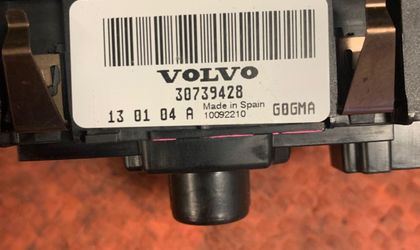 VOLVO
30739428
13 01 04 A Made in Spain G0GMA
10092210